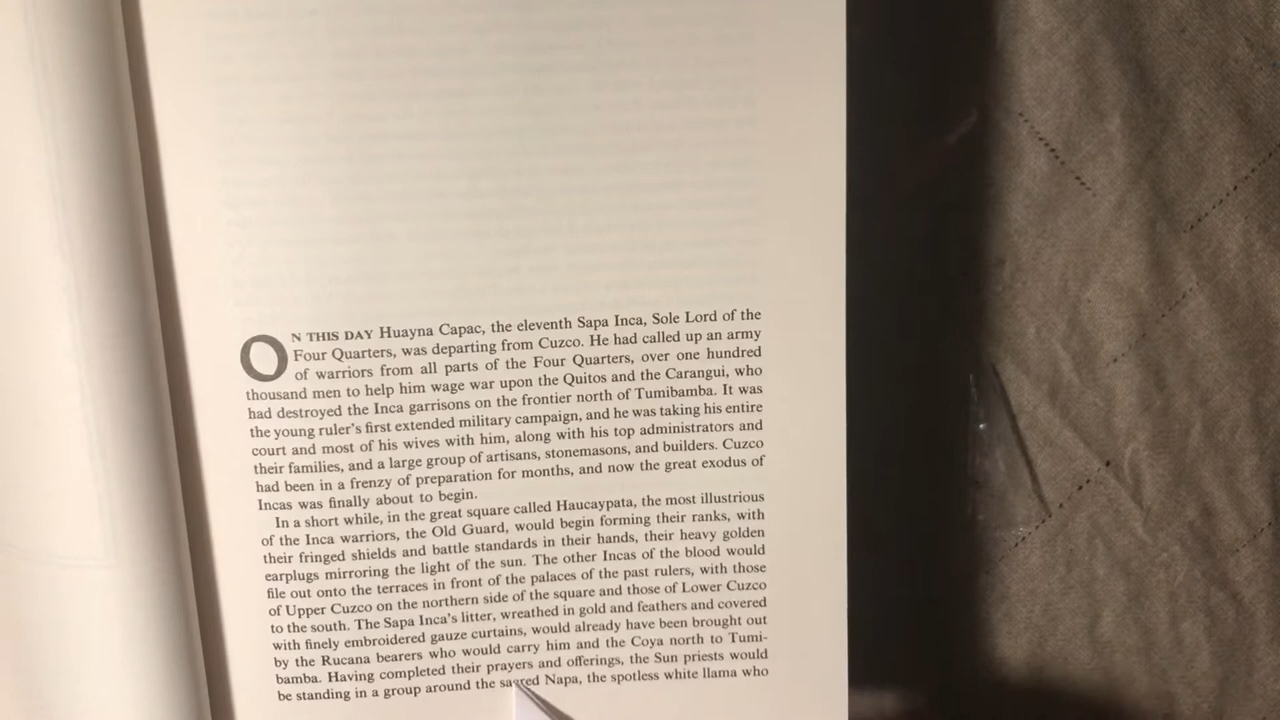 ON THIS DAY Huayna Capac, the eleventh Sapa Inca, Sole Lord of the
Four Quarters, was departing from Cuzco. He had called up an army
of warriors from all parts of the Four Quarters, over one hundred
thousand men to help him wage war upon the Quitos and the Carangui, who
had destroyed the Inca garrisons on the frontier north of Tumibamba. It was
the young ruler's first extended military campaign, and he was taking his entire
court and most of his wives with him, along with his top administrators and
their families, and a large group of artisans, stonemasons, and builders. Cuzco
had been in a frenzy of preparation for months, and now the great exodus of
Incas was finally about to begin.
In a short while, in the great square called Haucaypata, the most illustrious
of the Inca warriors, the Old Guard, would begin forming their ranks, with
their fringed shields and battle standards in their hands, their heavy golden
earplugs mirroring the light of the sun. The other Incas of the blood would
file out onto the terraces in front of the palaces of the past rulers, with those
of Upper Cuzco on the northern side of the square and those of Lower Cuzco
to the south. The Sapa Inca's litter, wreathed in gold and feathers and covered
with finely embroidered gauze curtains, would already have been brought out
by the Rucana bearers who would carry him and the Coya north to Tumi-
bamba. Having completed their prayers and offerings, the Sun priests would
be standing in a group around the sacred Napa, the spotless white llama who